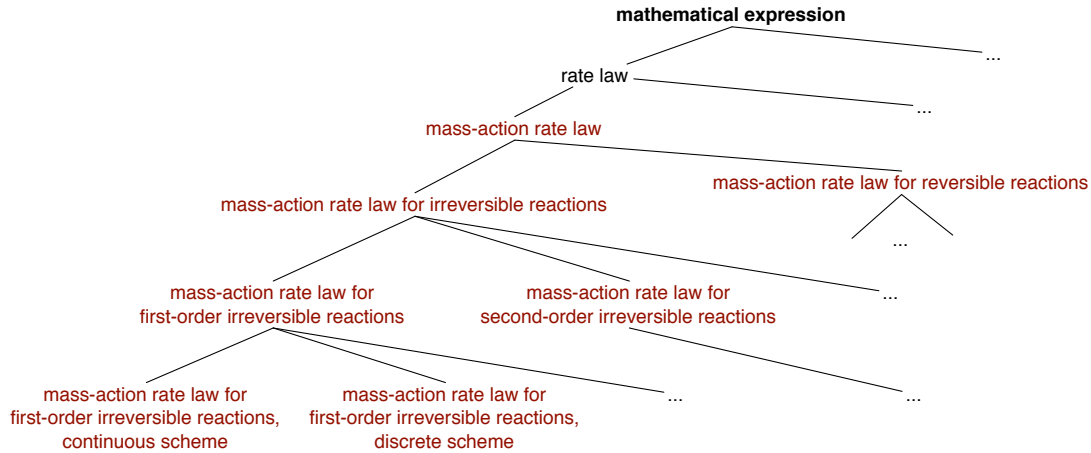 mathematical expression
...
rate law
...
mass-action rate law
mass-action rate law for reversible reactions
mass-action rate law for irreversible reactions
...
mass-action rate law for
first-order irreversible reactions
mass-action rate law for
second-order irreversible reactions
...
mass-action rate law for
first-order irreversible reactions,
continuous scheme
mass-action rate law for
first-order irreversible reactions,
discrete scheme
...
...